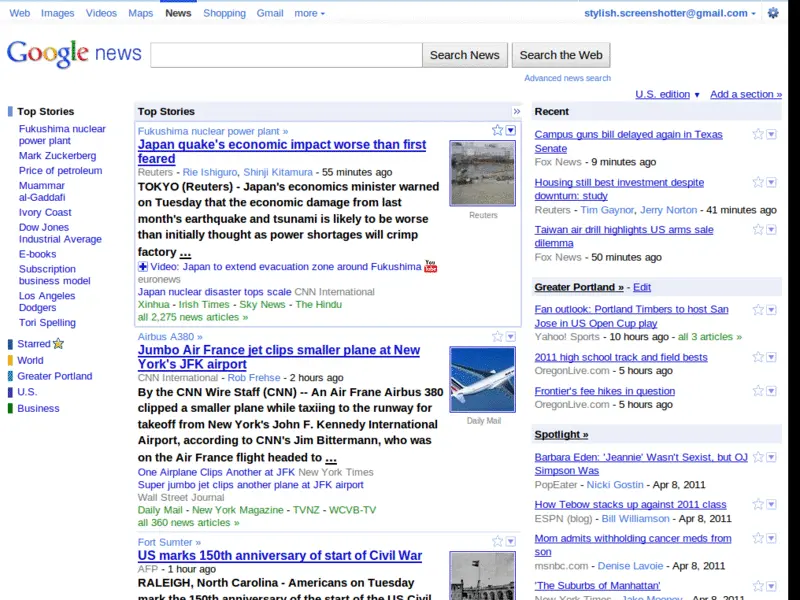 Web Images Videos Maps News Shopping Gmail more
stylish.screenshotter@gmail.com
Google news
Search News
Search the Web
Advanced news search
U.S. edition ▼ Add a section »
Top Stories
Fukushima nuclear
power plant
Mark Zuckerberg
Price of petroleum
Muammar
al-Gaddafi
Ivory Coast
Dow Jones
Industrial Average
E-books
Subscription
business model
Los Angeles
Dodgers
Tori Spelling
Starred
World
Greater Portland
U.S.
Business
Top Stories »
Fukushima nuclear power plant »
Japan quake's economic impact worse than first
feared
Reuters - Rie Ishiguro, Shinji Kitamura - 55 minutes ago
TOKYO (Reuters) - Japan's economics minister warned
on Tuesday that the economic damage from last
month's earthquake and tsunami is likely to be worse
than initially thought as power shortages will crimp
factory ...
Video: Japan to extend evacuation zone around Fukushima You Tube
euronews
Japan nuclear disaster tops scale CNN International
Xinhua - Irish Times - Sky News - The Hindu
all 2,275 news articles »
Reuters
Airbus A380 »
Jumbo Air France jet clips smaller plane at New
York's JFK airport
CNN International - Rob Frehse - 2 hours ago
By the CNN Wire Staff (CNN) -- An Air Frane Airbus 380
clipped a smaller plane while taxiing to the runway for
takeoff from New York's John F. Kennedy International
Airport, according to CNN's Jim Bittermann, who was
on the Air France flight headed to ...
One Airplane Clips Another at JFK New York Times
Super jumbo jet clips another plane at JFK airport
Wall Street Journal
Daily Mail - New York Magazine - TVNZ - WCVB-TV
all 360 news articles »
Daily Mail
Fort Sumter »
US marks 150th anniversary of start of Civil War
AFP - 1 hour ago
RALEIGH, North Carolina - Americans on Tuesday
mark the 150th anniversary of the start of the US Civil
Recent
Campus guns bill delayed again in Texas
Senate
Fox News - 9 minutes ago
Housing still best investment despite
downturn: study
Reuters - Tim Gaynor, Jerry Norton - 41 minutes ago
Taiwan air drill highlights US arms sale
dilemma
Fox News - 50 minutes ago
Greater Portland » - Edit
Fan outlook: Portland Timbers to host San
Jose in US Open Cup play
Yahoo! Sports - 10 hours ago - all 3 articles »
2011 high school track and field bests
OregonLive.com - 5 hours ago
Frontier's fee hikes in question
OregonLive.com - 5 hours ago
Spotlight »
Barbara Eden: 'Jeannie' Wasn't Sexist, but OJ
Simpson Was
PopEater - Nicki Gostin - Apr 8, 2011
How Tebow stacks up against 2011 class
ESPN (blog) - Bill Williamson - Apr 8, 2011
Mom admits withholding cancer meds from
son
msnbc.com - Denise Lavoie - Apr 8, 2011
'The Suburbs of Manhattan'
New York Times - Jake Mooney - Apr 8, 2011